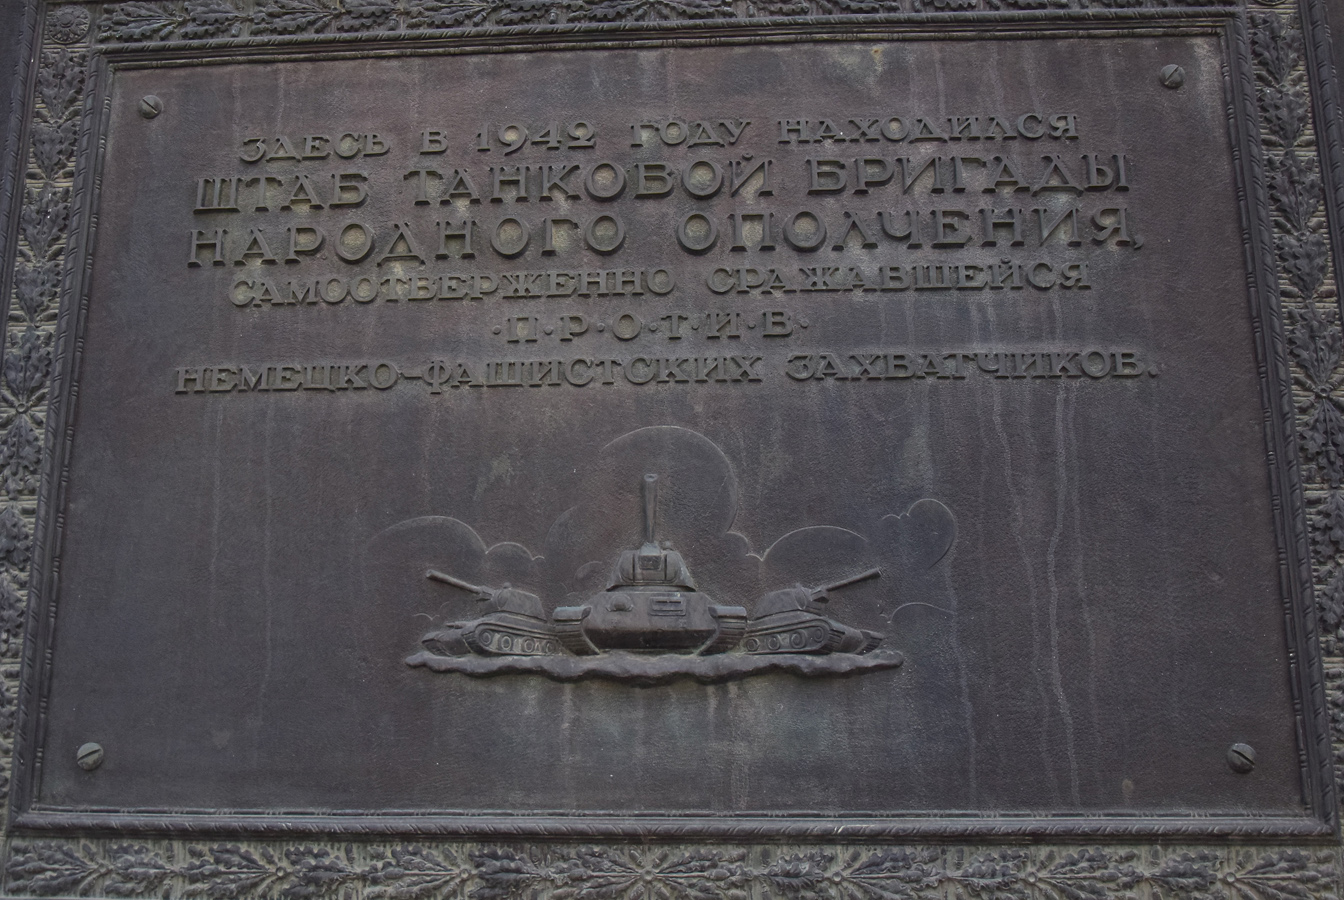 ЗДЕСЬ В 1942 ГОДУ НАХОДИЛСЯ
ШТАБ ТАНКОВОЙ БРИГАДЫ
НАРОДНОГО ОПОЛЧЕНИЯ,
САМООТВЕРЖЕННО СРАЖАВШЕЙСЯ
·П·Р·О·Т·И·В·
НЕМЕЦКО-ФАШИСТСКИХ ЗАХВАТЧИКОВ.